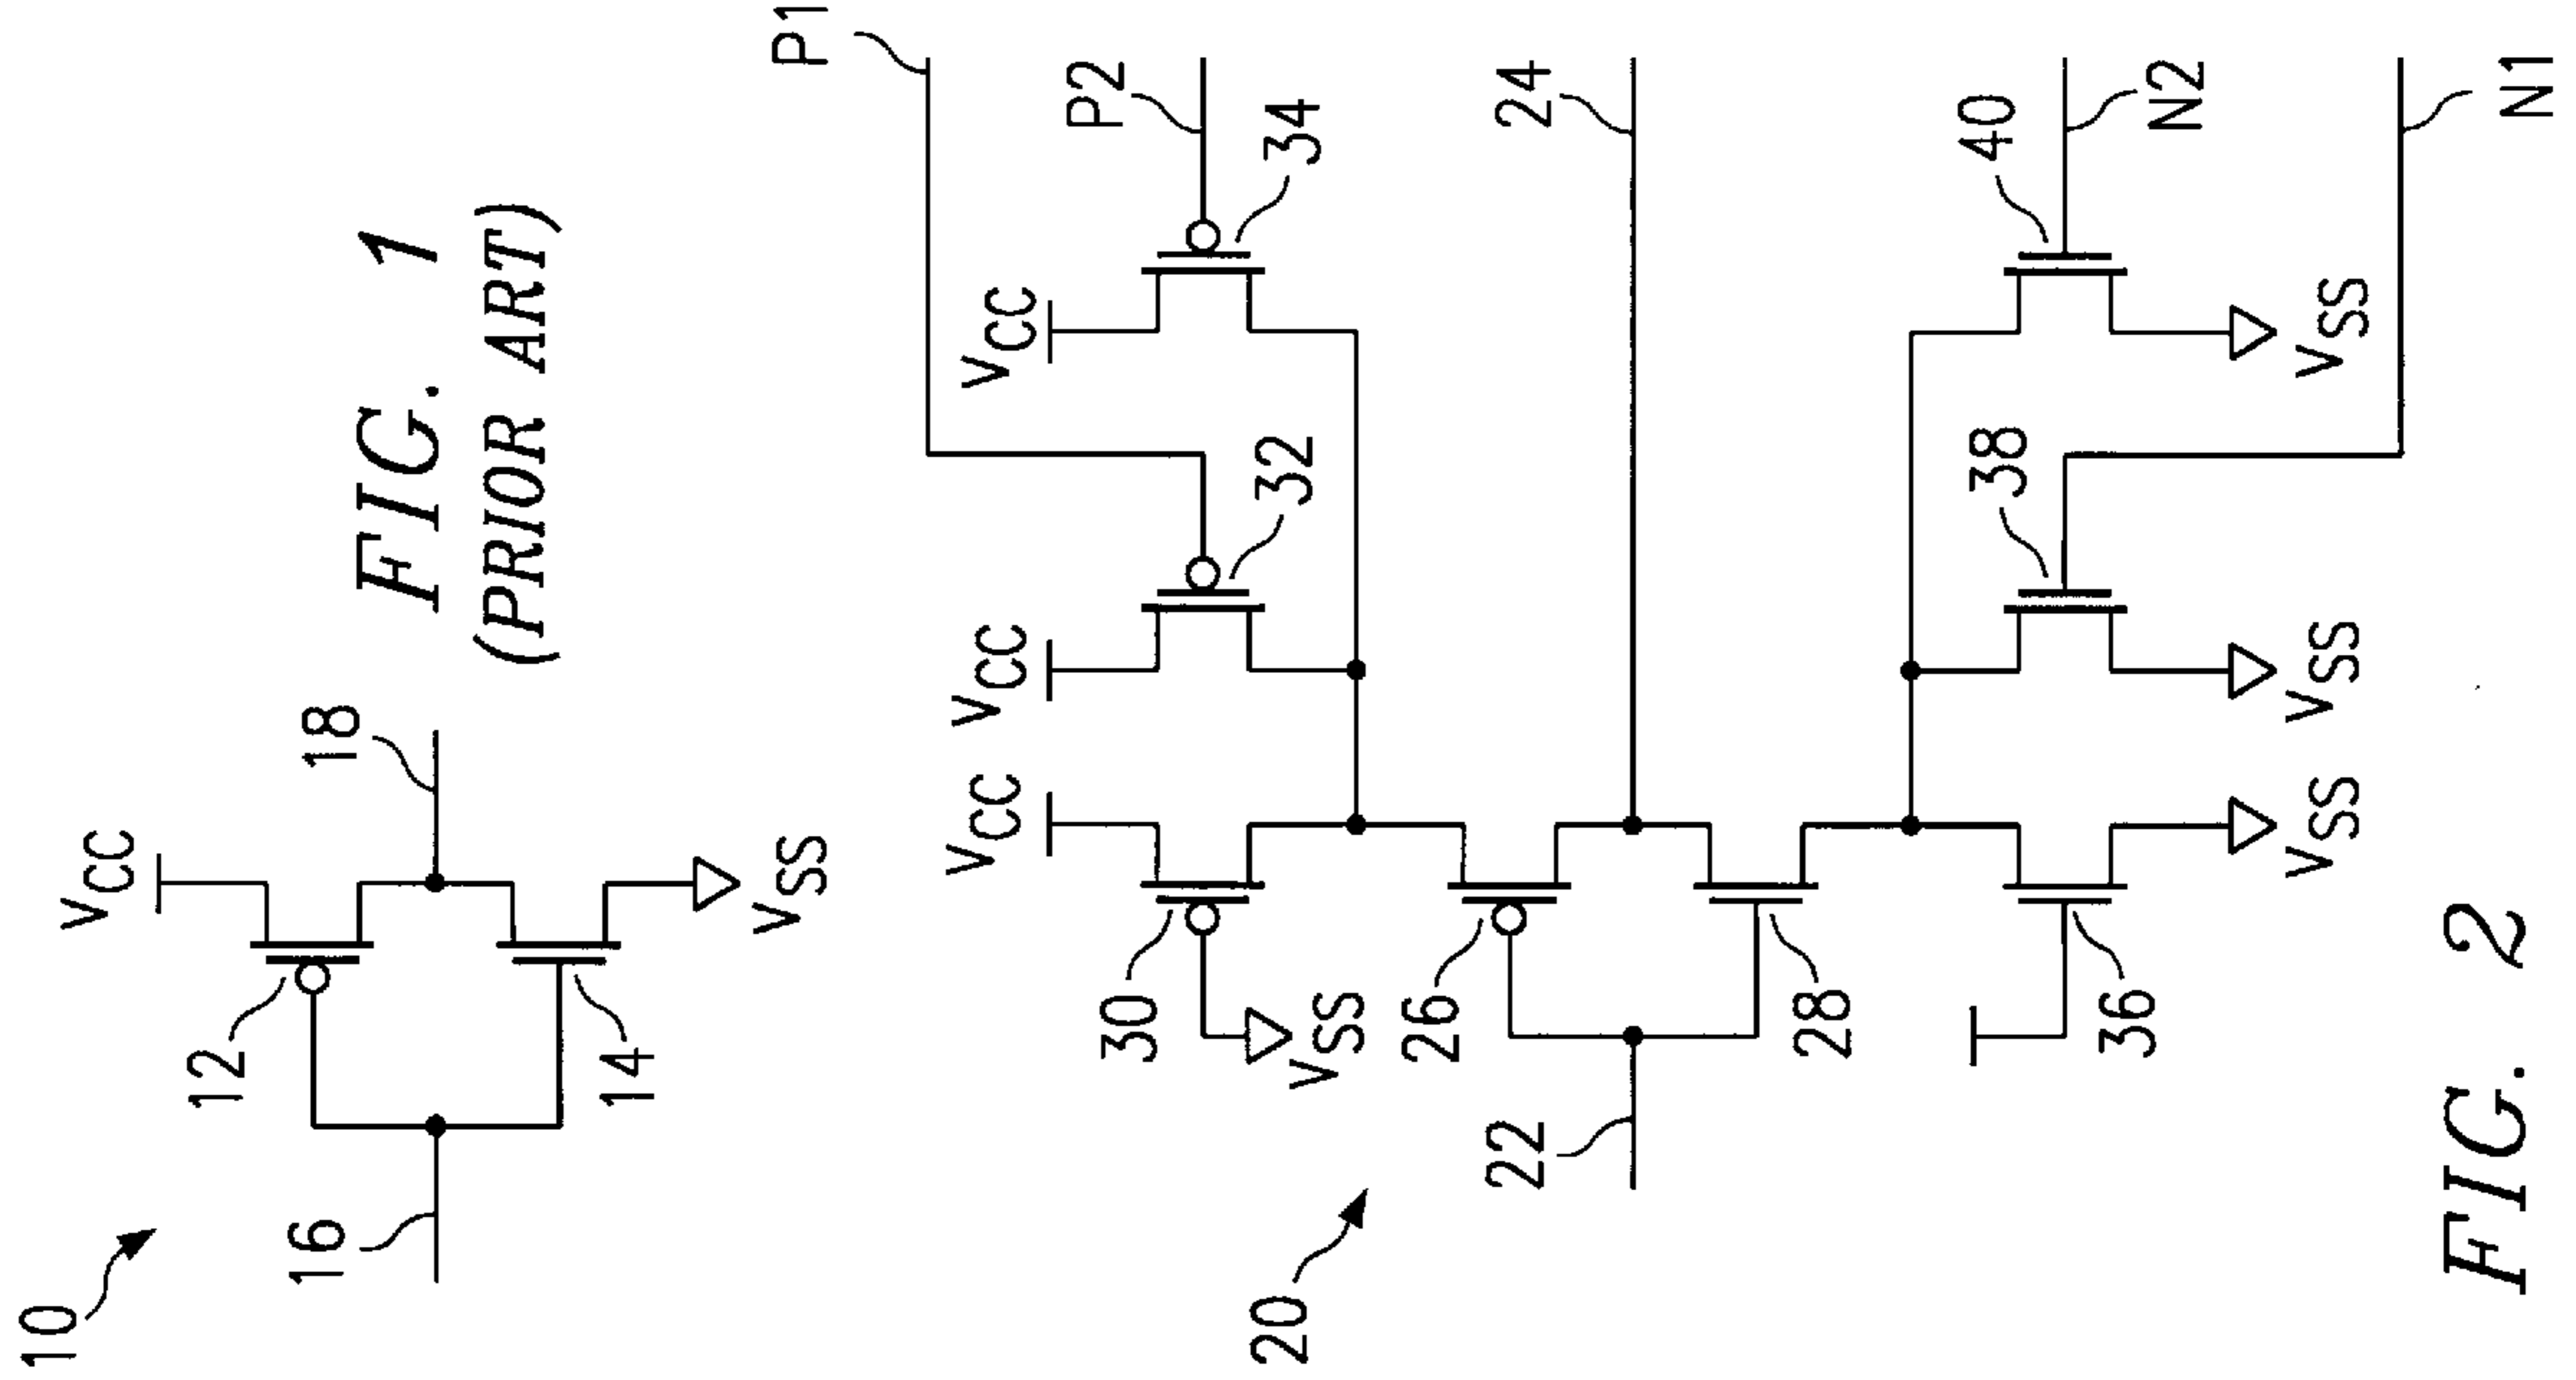 10
16
12
14
18
VCC
VSS
FIG. 1
(PRIOR ART)
20
22
24
26
28
30
VSS
VCC
32
VCC
34
VCC
P1
P2
36
VSS
38
VSS
40
VSS
N2
N1
FIG. 2